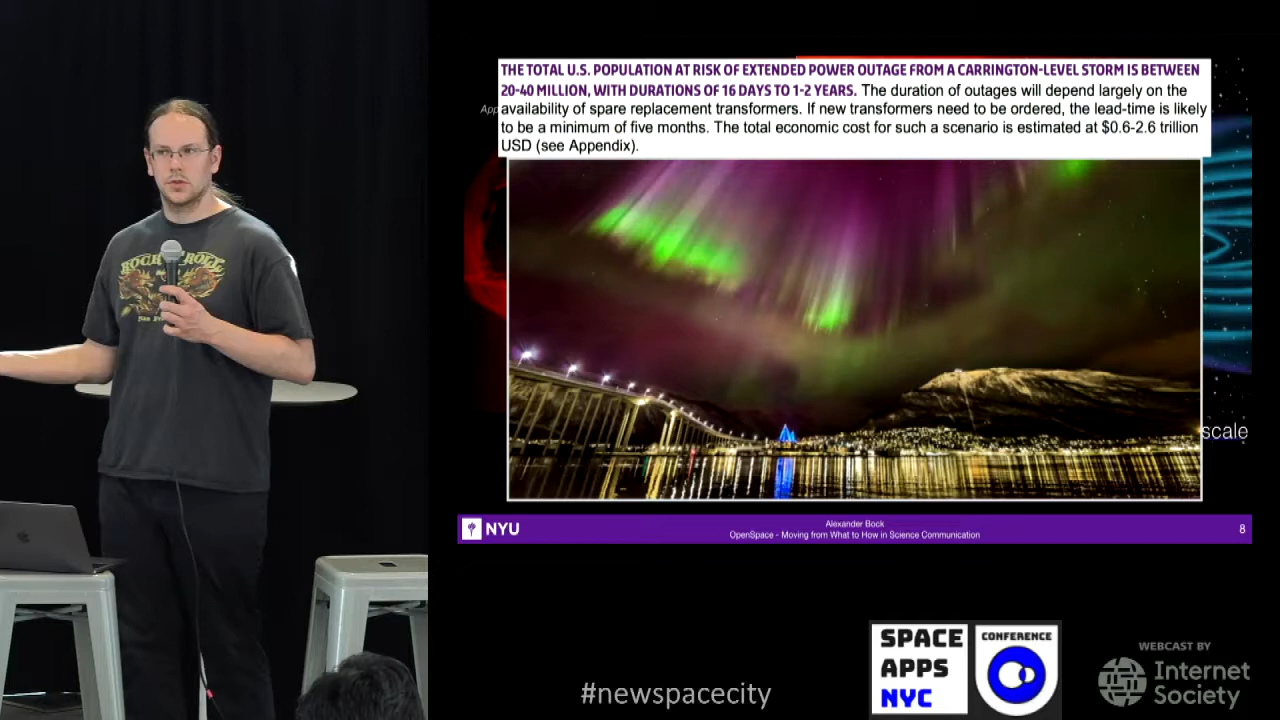 THE TOTAL U.S. POPULATION AT RISK OF EXTENDED POWER OUTAGE FROM A CARRINGTON-LEVEL STORM IS BETWEEN
20-40 MILLION, WITH DURATIONS OF 16 DAYS TO 1-2 YEARS. The duration of outages will depend largely on the
availability of spare replacement transformers. If new transformers need to be ordered, the lead-time is likely
to be a minimum of five months. The total economic cost for such a scenario is estimated at $0.6-2.6 trillion
USD (see Appendix).
App
scale
ROCK
ROLL
NYU
Alexander Bock
OpenSpace - Moving from What to How in Science Communication
8
SPACE
APPS
NYC
CONFERENCE
#newspacecity
WEBCAST BY
Internet
Society